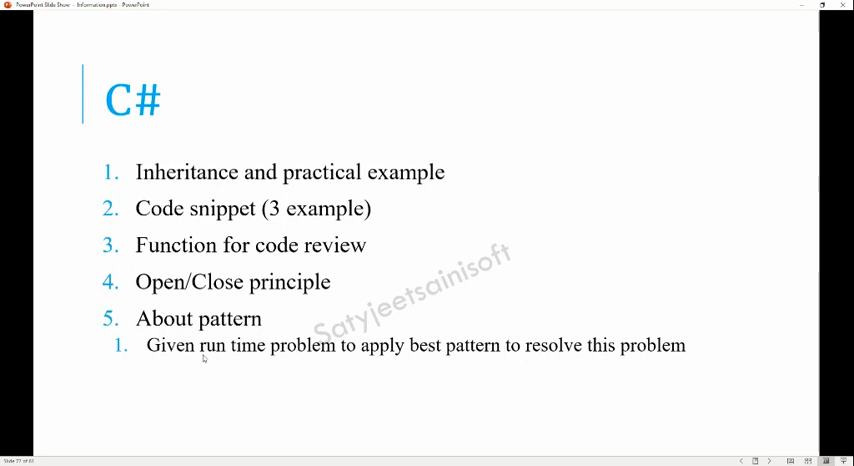 PowerPoint Slide Show - Information.pptx - PowerPoint
C#
1. Inheritance and practical example
2. Code snippet (3 example)
3. Function for code review
4. Open/Close principle
5. About pattern
1. Given run time problem to apply best pattern to resolve this problem
Satyjeetsainisoft